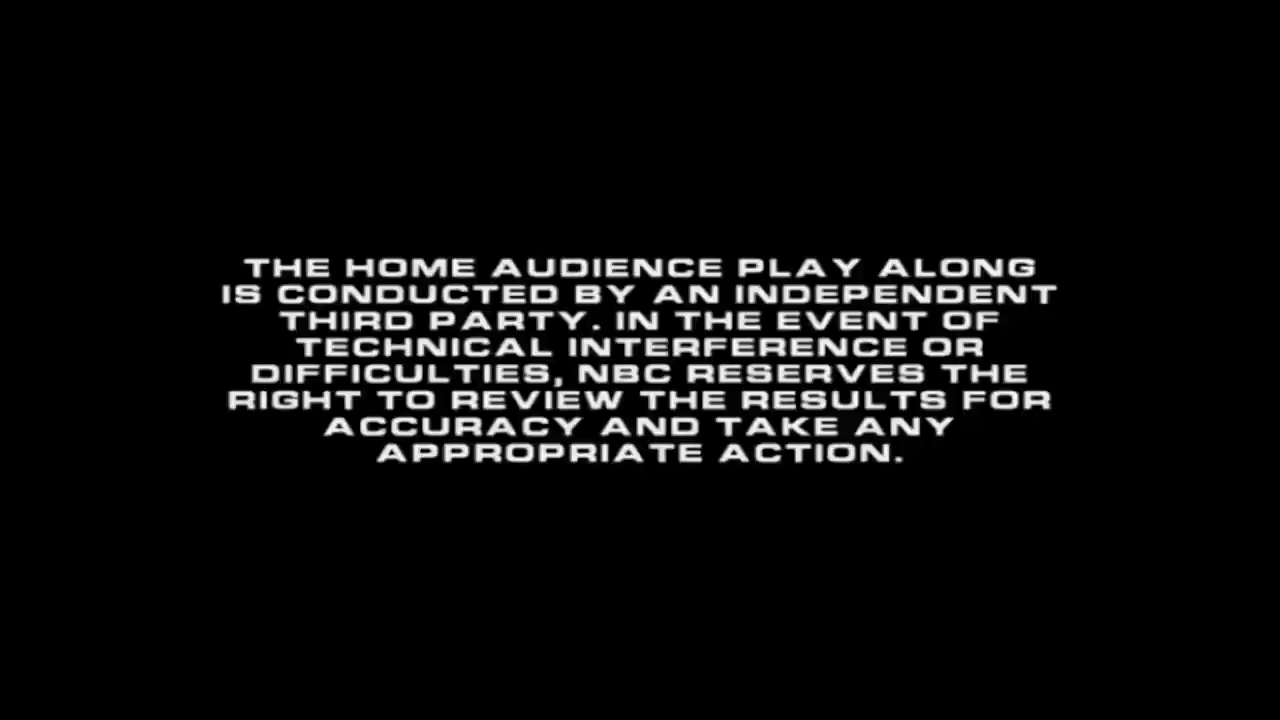 THE HOME AUDIENCE PLAY ALONG
IS CONDUCTED BY AN INDEPENDENT
THIRD PARTY. IN THE EVENT OF
TECHNICAL INTERFERENCE OR
DIFFICULTIES, NBC RESERVES THE
RIGHT TO REVIEW THE RESULTS FOR
ACCURACY AND TAKE ANY
APPROPRIATE ACTION.